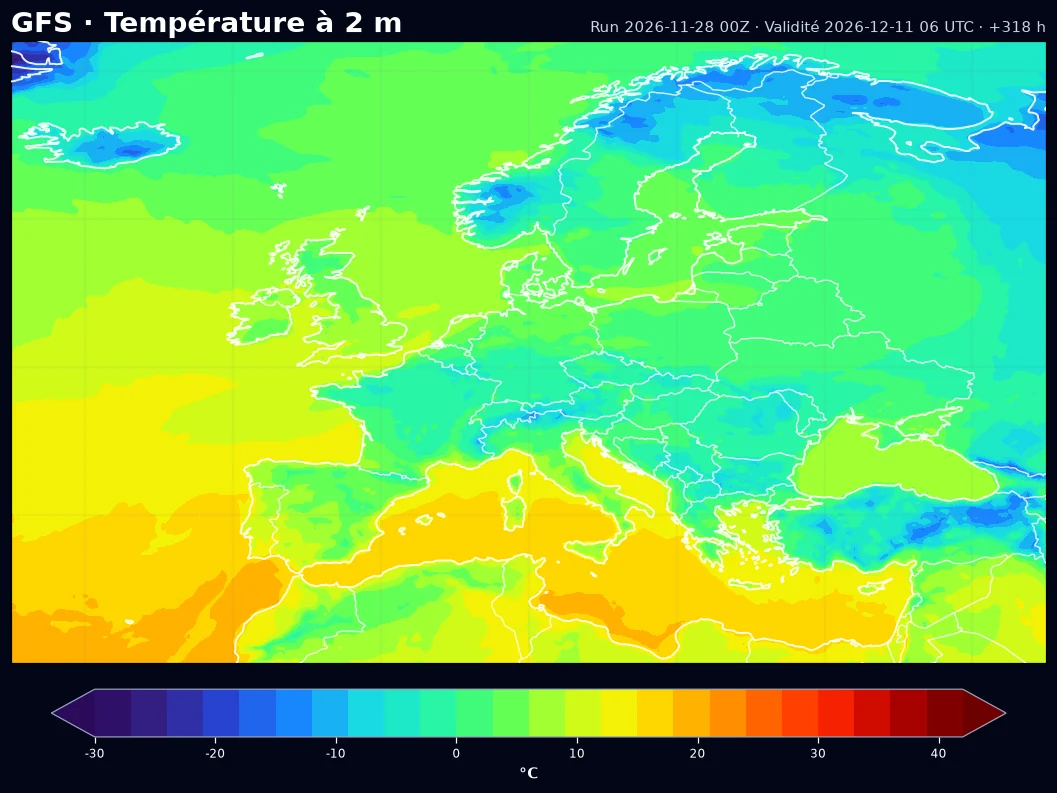 GFS · Température à 2 m
Run 2026-11-28 00Z · Validité 2026-12-11 06 UTC · +318 h
-30 -20 -10 0 10 20 30 40
°C